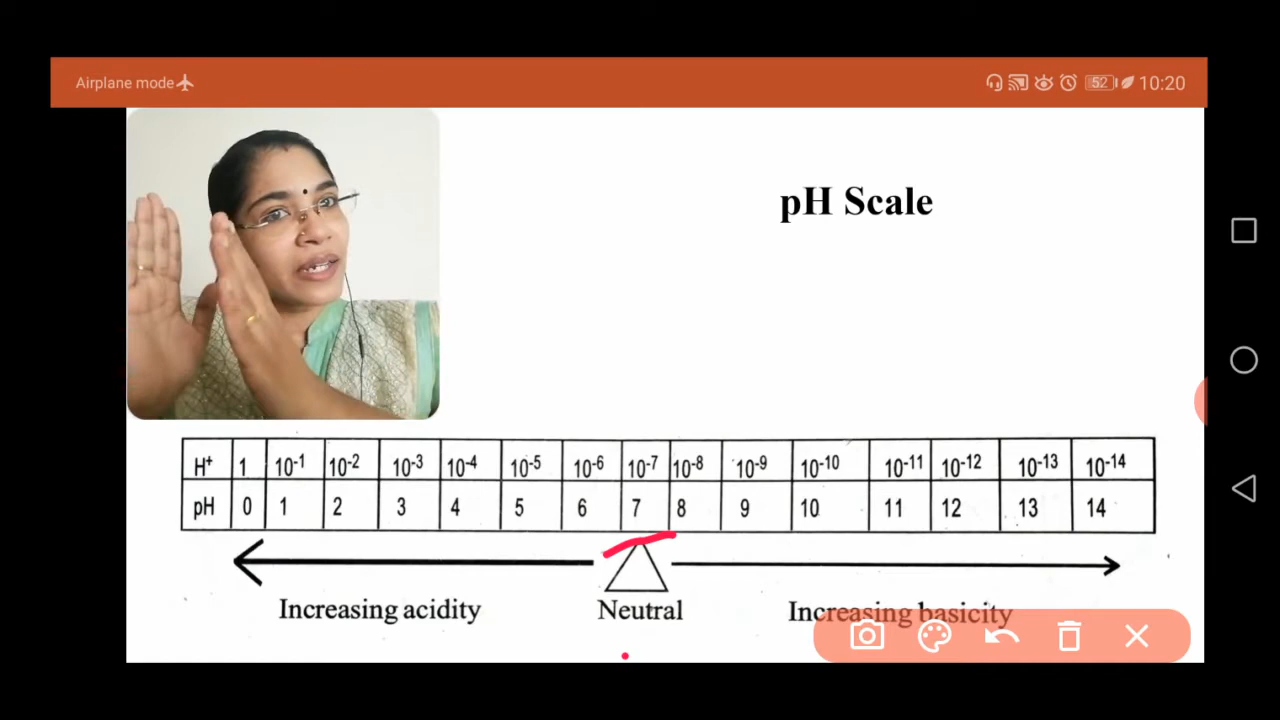 Airplane mode 52 10:20
pH Scale
H⁺ 1 10⁻¹ 10⁻² 10⁻³ 10⁻⁴ 10⁻⁵ 10⁻⁶ 10⁻⁷ 10⁻⁸ 10⁻⁹ 10⁻¹⁰ 10⁻¹¹ 10⁻¹² 10⁻¹³ 10⁻¹⁴
pH 0 1 2 3 4 5 6 7 8 9 10 11 12 13 14
Increasing acidity Neutral Increasing basicity